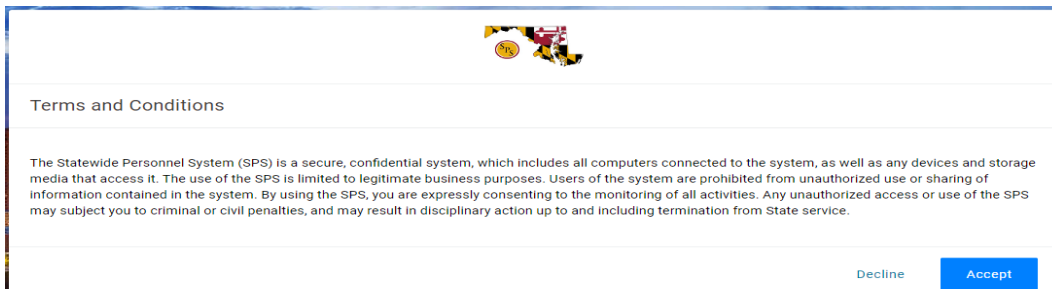 SPS
Terms and Conditions
The Statewide Personnel System (SPS) is a secure, confidential system, which includes all computers connected to the system, as well as any devices and storage
media that access it. The use of the SPS is limited to legitimate business purposes. Users of the system are prohibited from unauthorized use or sharing of
information contained in the system. By using the SPS, you are expressly consenting to the monitoring of all activities. Any unauthorized access or use of the SPS
may subject you to criminal or civil penalties, and may result in disciplinary action up to and including termination from State service.
Decline Accept